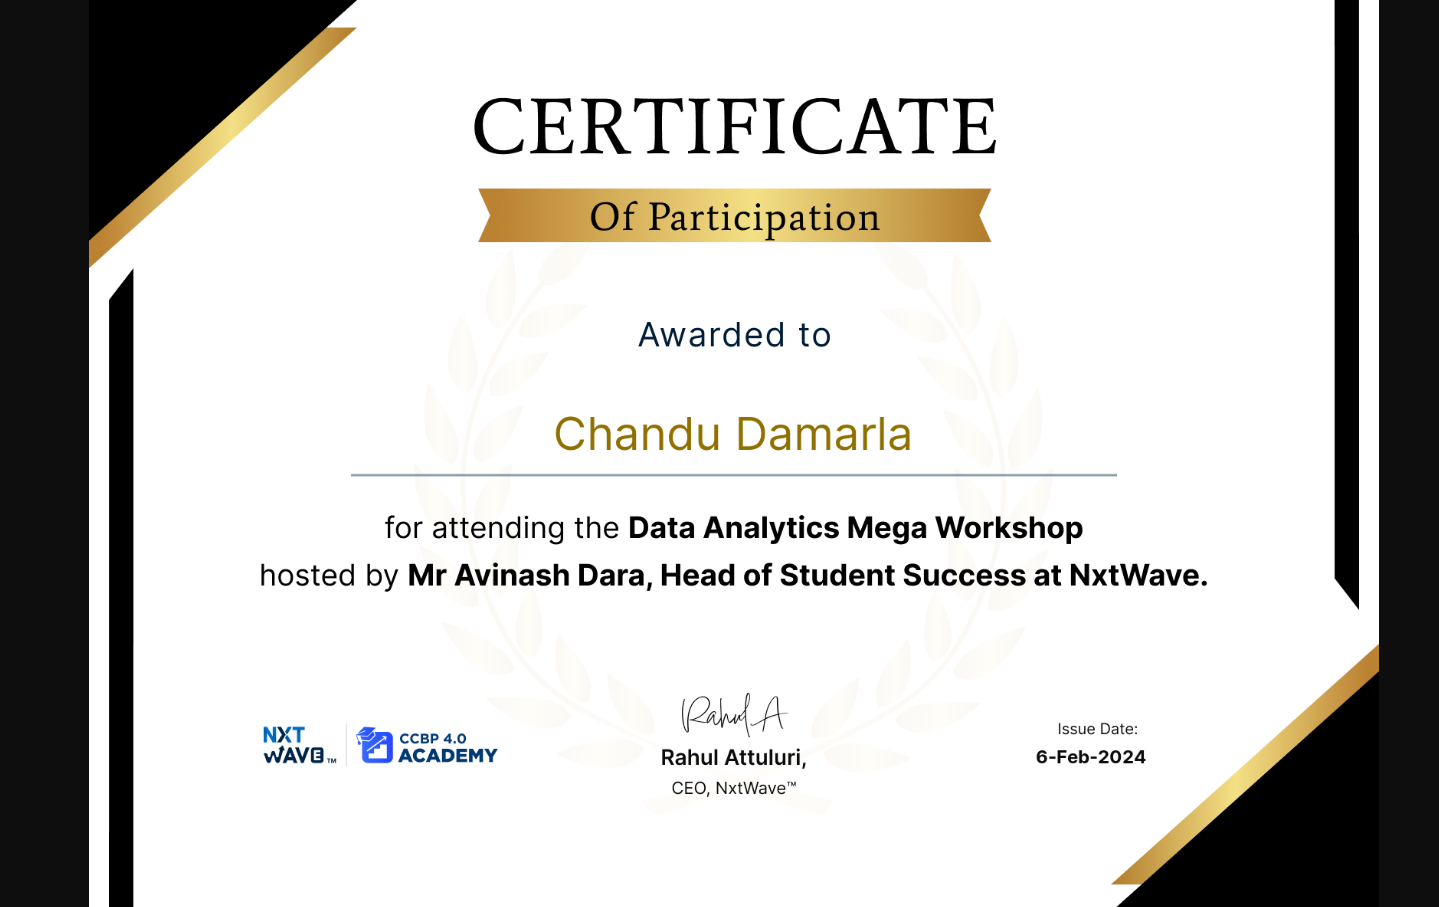 CERTIFICATE
Of Participation
Awarded to
Chandu Damarla
for attending the Data Analytics Mega Workshop
hosted by Mr Avinash Dara, Head of Student Success at NxtWave.
NXT
WAVE™
CCBP 4.0
ACADEMY
Rahul A
Rahul Attuluri,
CEO, NxtWave™
Issue Date:
6-Feb-2024